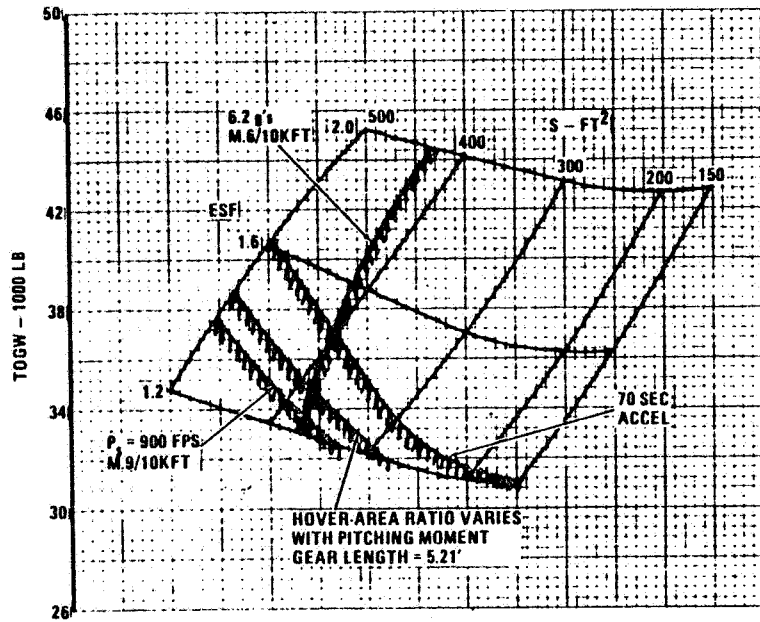 50
46
42
38
34
30
26
TOGW – 1000 LB
6.2 g's
M.6/10KFT
2.0
500
400
S – FT²
300
200
150
ESF
1.6
1.2
70 SEC
ACCEL
= 900 FPS
M.9/10KFT
HOVER-AREA RATIO VARIES
WITH PITCHING MOMENT
GEAR LENGTH = 5.21'